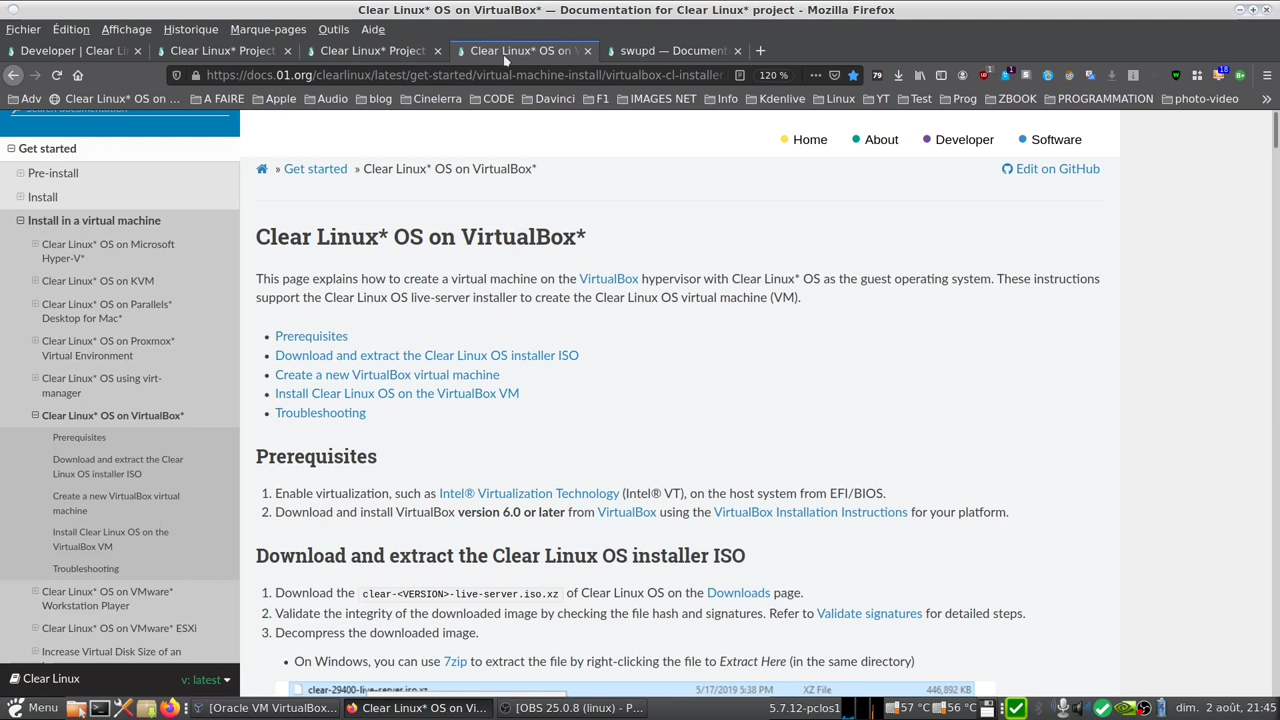 Clear Linux* OS on VirtualBox* — Documentation for Clear Linux* project - Mozilla Firefox
Fichier Édition Affichage Historique Marque-pages Outils Aide
Developer | Clear Li
Clear Linux* Project
Clear Linux* Project
Clear Linux* OS on V
swupd — Document
https://docs.01.org/clearlinux/latest/get-started/virtual-machine-install/virtualbox-cl-installer.
120 %
79
18
Adv
Clear Linux* OS on ...
A FAIRE
Apple
Audio
blog
Cinelerra
CODE
Davinci
F1
IMAGES NET
Info
Kdenlive
Linux
YT
Test
Prog
ZBOOK
PROGRAMMATION
photo-video
Home
About
Developer
Software
Get started
Pre-install
Install
Install in a virtual machine
Clear Linux* OS on Microsoft
Hyper-V*
Clear Linux* OS on KVM
Clear Linux* OS on Parallels*
Desktop for Mac*
Clear Linux* OS on Proxmox*
Virtual Environment
Clear Linux* OS using virt-
manager
Clear Linux* OS on VirtualBox*
Prerequisites
Download and extract the Clear
Linux OS installer ISO
Create a new VirtualBox virtual
machine
Install Clear Linux OS on the
VirtualBox VM
Troubleshooting
Clear Linux* OS on VMware*
Workstation Player
Clear Linux* OS on VMware* ESXi
Increase Virtual Disk Size of an
Clear Linux
v: latest
» Get started » Clear Linux* OS on VirtualBox*
Edit on GitHub
Clear Linux* OS on VirtualBox*
This page explains how to create a virtual machine on the VirtualBox hypervisor with Clear Linux* OS as the guest operating system. These instructions
support the Clear Linux OS live-server installer to create the Clear Linux OS virtual machine (VM).
• Prerequisites
• Download and extract the Clear Linux OS installer ISO
• Create a new VirtualBox virtual machine
• Install Clear Linux OS on the VirtualBox VM
• Troubleshooting
Prerequisites
1. Enable virtualization, such as Intel® Virtualization Technology (Intel® VT), on the host system from EFI/BIOS.
2. Download and install VirtualBox version 6.0 or later from VirtualBox using the VirtualBox Installation Instructions for your platform.
Download and extract the Clear Linux OS installer ISO
1. Download the clear-<VERSION>-live-server.iso.xz of Clear Linux OS on the Downloads page.
2. Validate the integrity of the downloaded image by checking the file hash and signatures. Refer to Validate signatures for detailed steps.
3. Decompress the downloaded image.
• On Windows, you can use 7zip to extract the file by right-clicking the file to Extract Here (in the same directory)
clear-29400-live-server.iso.xz 5/17/2019 5:38 PM XZ File 446,892 KB
Menu
[Oracle VM VirtualBox...
Clear Linux* OS on Vi...
[OBS 25.0.8 (linux) - P...
5.7.12-pclos1
57 °C
56 °C
dim. 2 août, 21:45